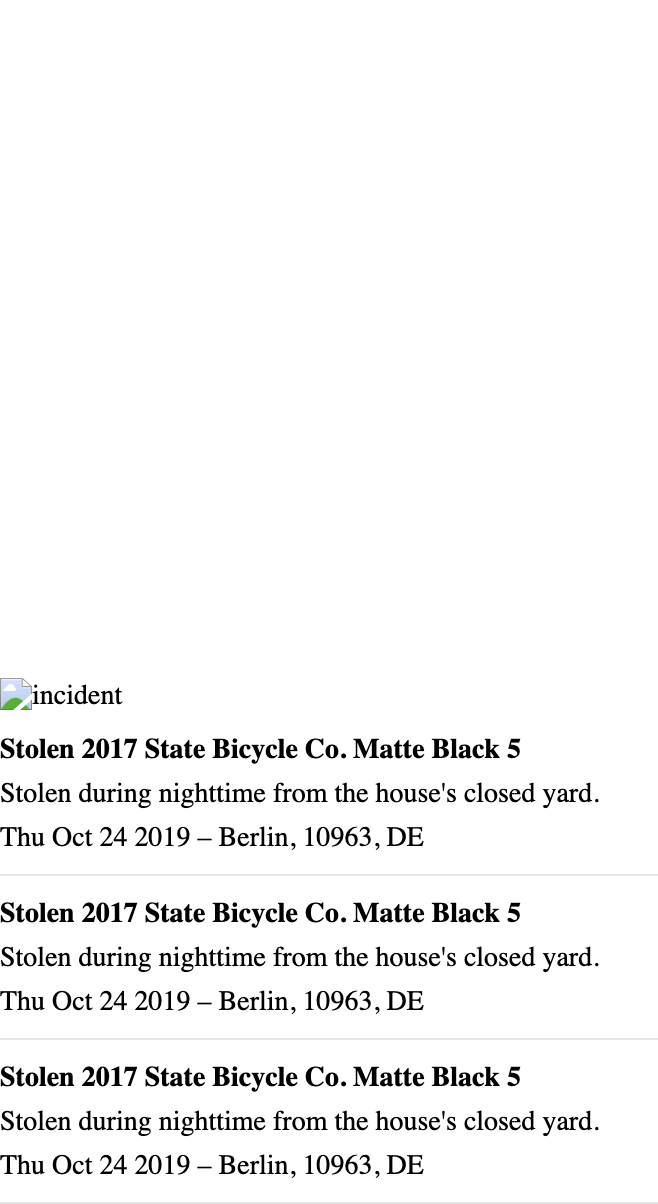 incident
Stolen 2017 State Bicycle Co. Matte Black 5
Stolen during nighttime from the house's closed yard.
Thu Oct 24 2019 – Berlin, 10963, DE
Stolen 2017 State Bicycle Co. Matte Black 5
Stolen during nighttime from the house's closed yard.
Thu Oct 24 2019 – Berlin, 10963, DE
Stolen 2017 State Bicycle Co. Matte Black 5
Stolen during nighttime from the house's closed yard.
Thu Oct 24 2019 – Berlin, 10963, DE